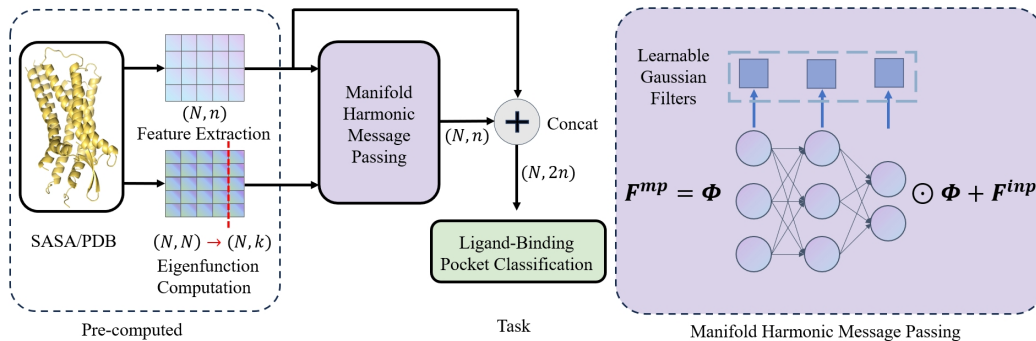 SASA/PDB
(N, n)
Feature Extraction
(N, N) → (N, k)
Eigenfunction
Computation
Pre-computed
Manifold
Harmonic
Message
Passing
(N, n)
+
Concat
(N, 2n)
Ligand-Binding
Pocket Classification
Task
Learnable
Gaussian
Filters
F^{mp} = Φ ⊙ Φ + F^{inp}
Manifold Harmonic Message Passing